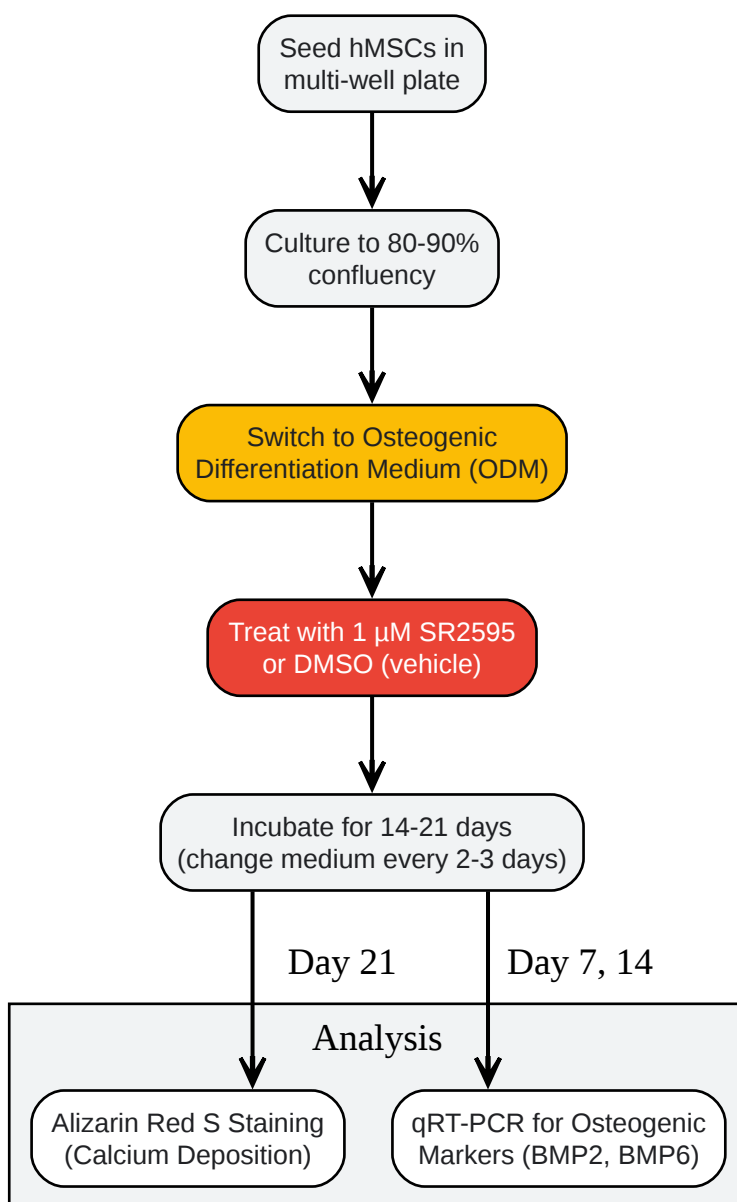 Seed hMSCs in
multi-well plate
Culture to 80-90%
confluency
Switch to Osteogenic
Differentiation Medium (ODM)
Treat with 1 µM SR2595
or DMSO (vehicle)
Incubate for 14-21 days
(change medium every 2-3 days)
Day 21
Day 7, 14
Analysis
Alizarin Red S Staining
(Calcium Deposition)
qRT-PCR for Osteogenic
Markers (BMP2, BMP6)